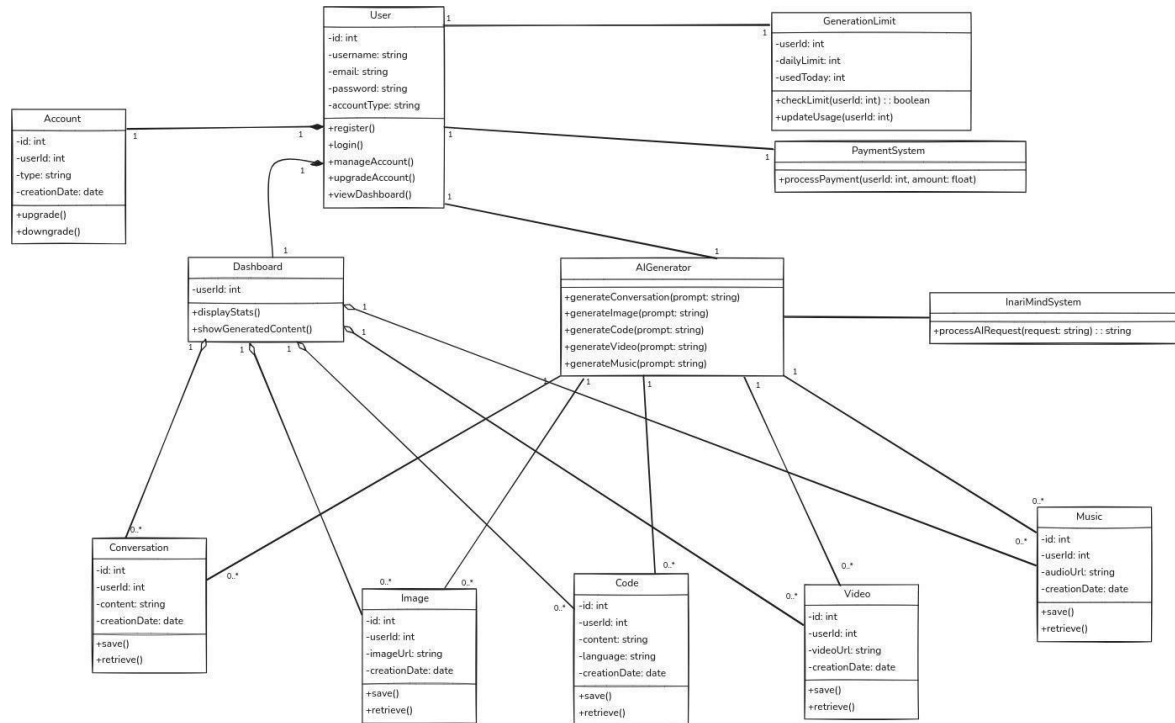 User
-id: int
-username: string
-email: string
-password: string
-accountType: string
+register()
+login()
+manageAccount()
+upgradeAccount()
+viewDashboard()
1
1
GenerationLimit
-userId: int
-dailyLimit: int
-usedToday: int
+checkLimit(userId: int) : : boolean
+updateUsage(userId: int)
Account
-id: int
-userId: int
-type: string
-creationDate: date
+upgrade()
+downgrade()
1
1
1
1
PaymentSystem
+processPayment(userId: int, amount: float)
1
1
1
1
Dashboard
-userId: int
+displayStats()
+showGeneratedContent()
1
1
1
1
1
AIGenerator
+generateConversation(prompt: string)
+generateImage(prompt: string)
+generateCode(prompt: string)
+generateVideo(prompt: string)
+generateMusic(prompt: string)
1
1
1
1
1
InariMindSystem
+processAIRequest(request: string) : : string
0..*
Conversation
-id: int
-userId: int
-content: string
-creationDate: date
+save()
+retrieve()
0..*
0..*
0..*
Image
-id: int
-userId: int
-imageUrl: string
-creationDate: date
+save()
+retrieve()
0..*
0..*
Code
-id: int
-userId: int
-content: string
-language: string
-creationDate: date
+save()
+retrieve()
0..*
0..*
Video
-id: int
-userId: int
-videoUrl: string
-creationDate: date
+save()
+retrieve()
0..*
0..*
Music
-id: int
-userId: int
-audioUrl: string
-creationDate: date
+save()
+retrieve()